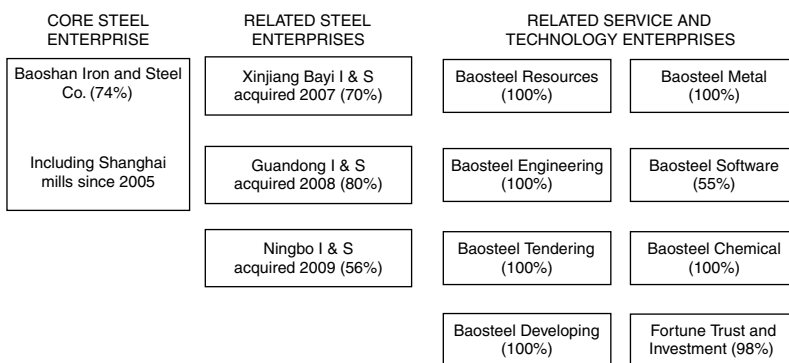 CORE STEEL
ENTERPRISE
RELATED STEEL
ENTERPRISES
RELATED SERVICE AND
TECHNOLOGY ENTERPRISES
Baoshan Iron and Steel
Co. (74%)
Including Shanghai
mills since 2005
Xinjiang Bayi I & S
acquired 2007 (70%)
Guandong I & S
acquired 2008 (80%)
Ningbo I & S
acquired 2009 (56%)
Baosteel Resources
(100%)
Baosteel Metal
(100%)
Baosteel Engineering
(100%)
Baosteel Software
(55%)
Baosteel Tendering
(100%)
Baosteel Chemical
(100%)
Baosteel Developing
(100%)
Fortune Trust and
Investment (98%)